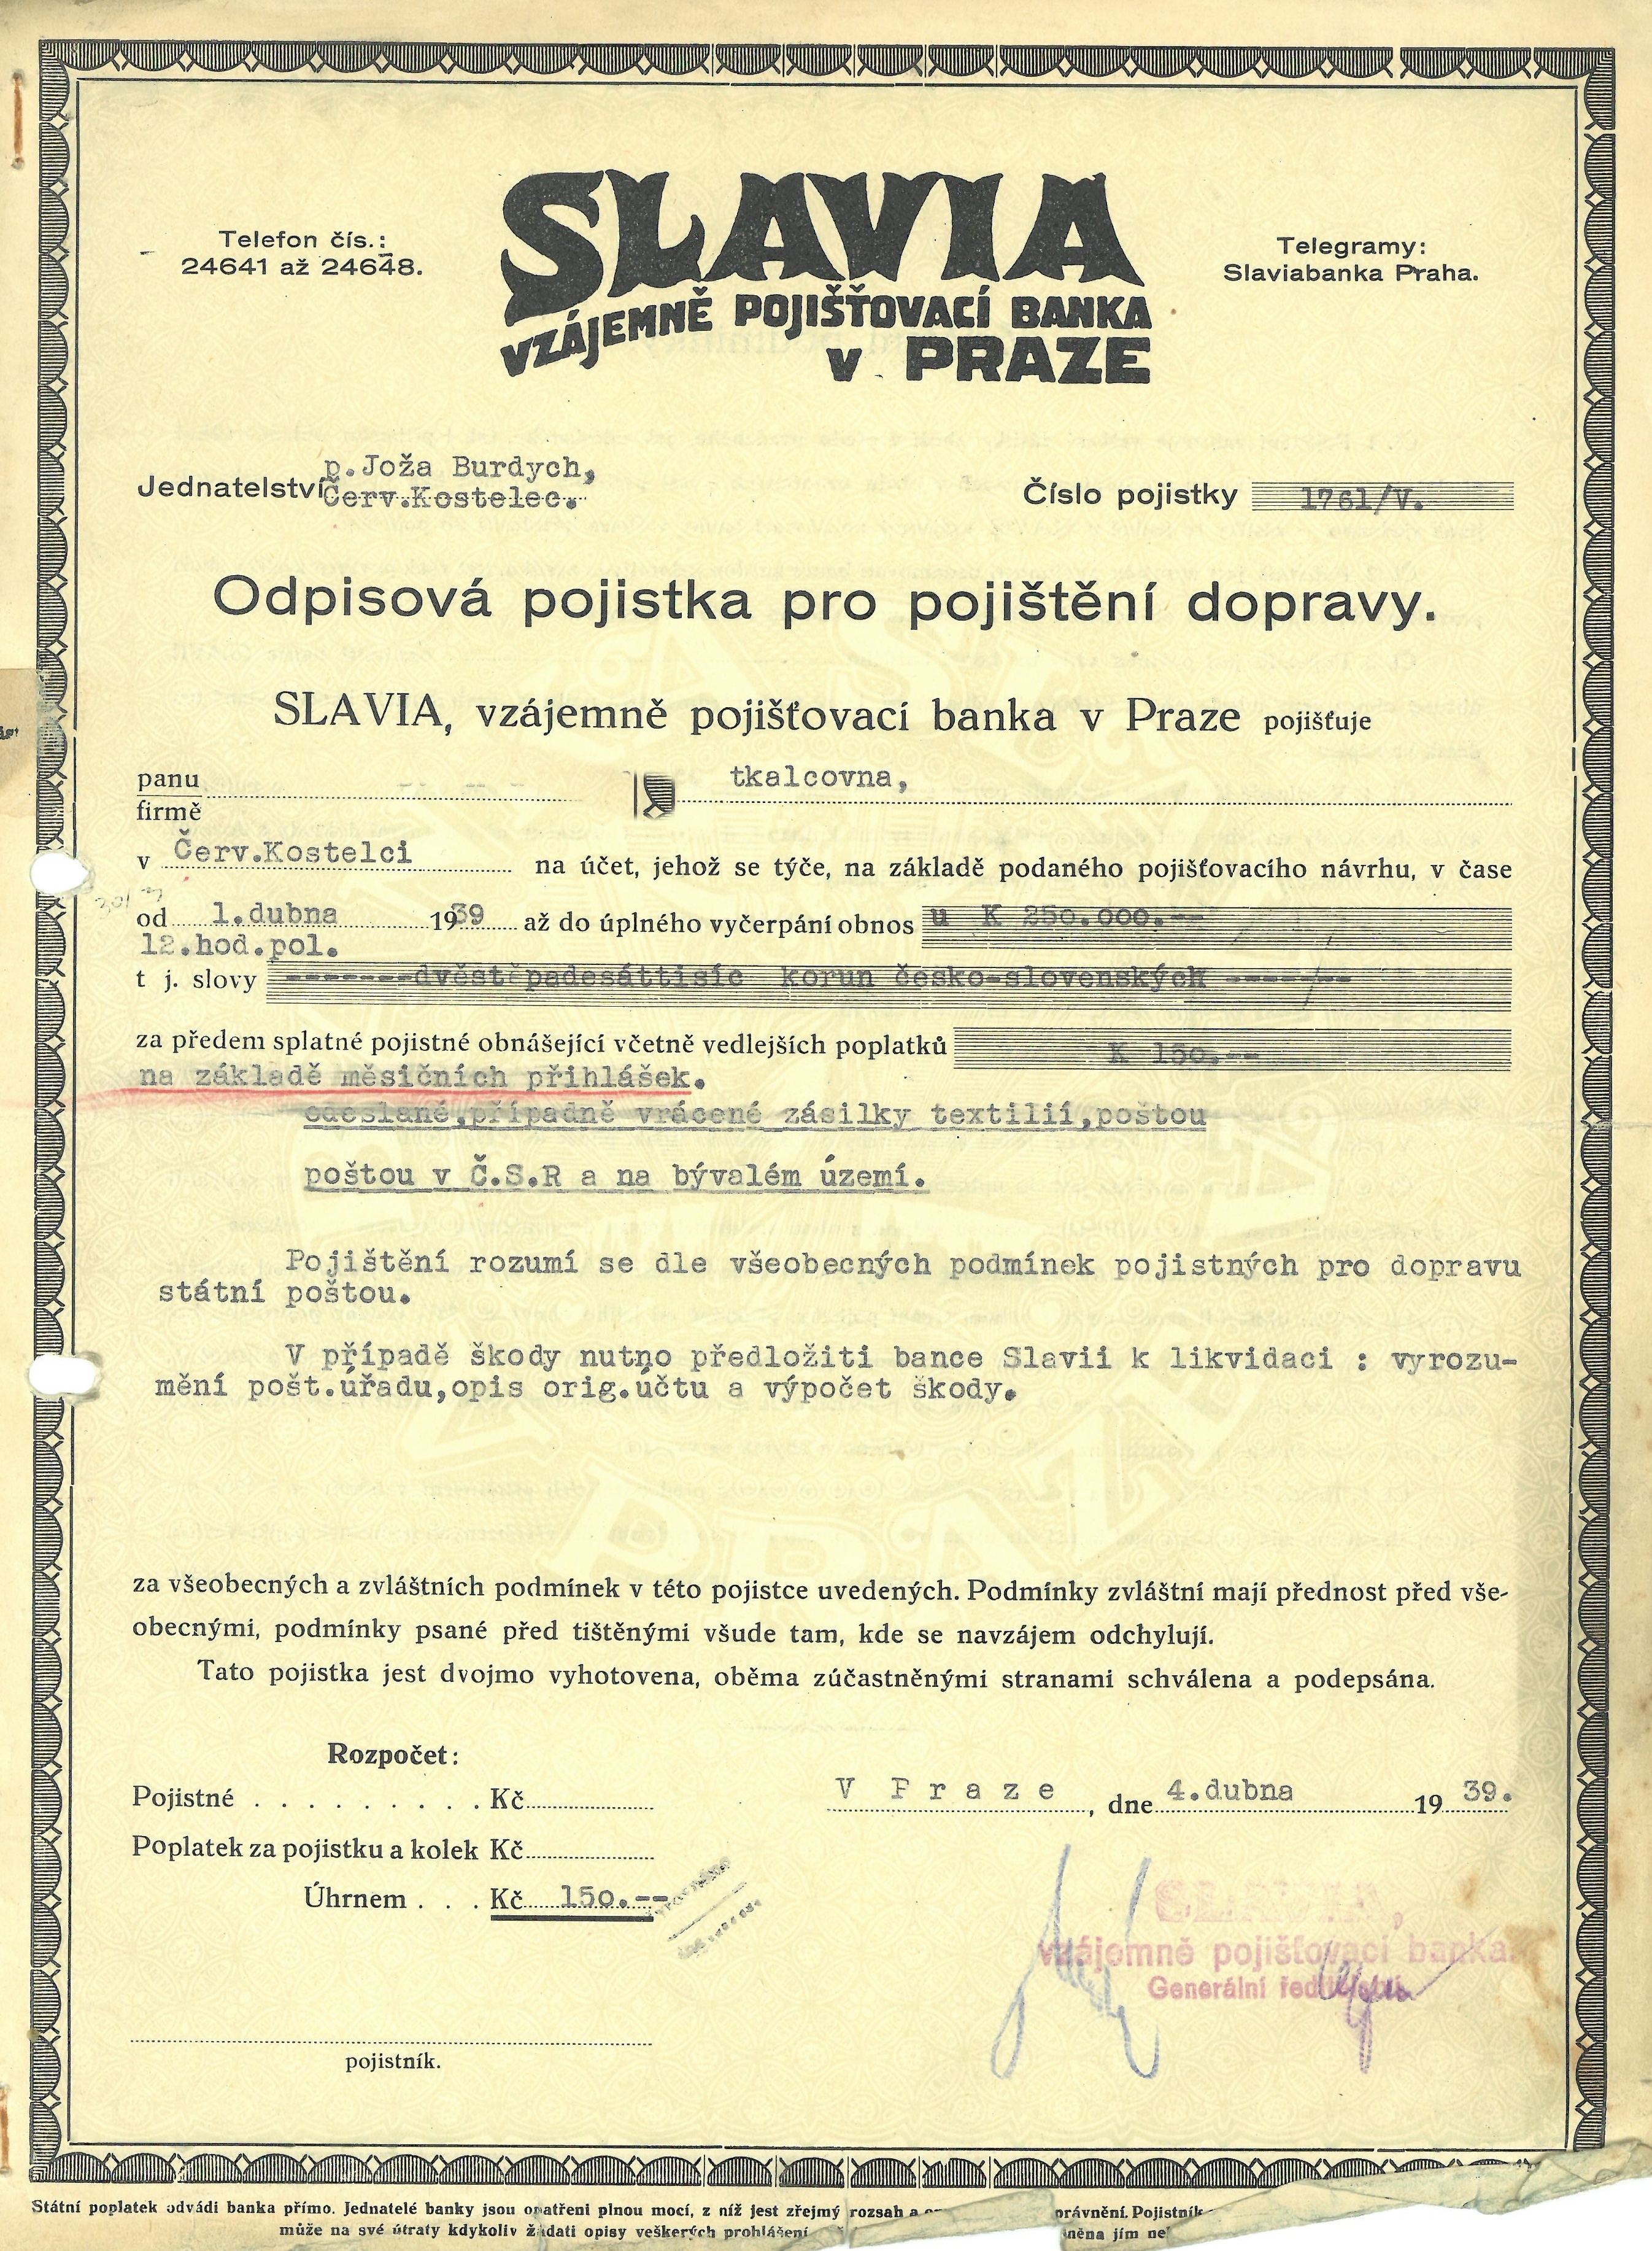 SLAVIA
VZÁJEMNĚ POJIŠŤOVACÍ BANKA
V PRAZE
Telefon čís.:
24641 až 24648.
Telegramy:
Slaviabanka Praha.
Jednatelství p. Joža Burdych,
Červ.Kostelec.
Číslo pojistky 1761/V.
Odpisová pojistka pro pojištění dopravy.
SLAVIA, vzájemně pojišťovací banka v Praze pojišťuje
panu
firmě
tkalcovna,
v Červ.Kostelci na účet, jehož se týče, na základě podaného pojišťovacího návrhu, v čase
od 1.dubna 1939 až do úplného vyčerpání obnos u K 250.000.--
12.hod.pol.
t j. slovy -------dvěstěpadesáttisíc korun česko-slovenských -------
za předem splatné pojistné obnášející včetně vedlejších poplatků K 150.--
na základě měsíčních přihlášek.
odeslané,případně vrácené zásilky textilií,poštou
poštou v Č.S.R a na bývalém území.
Pojištění rozumí se dle všeobecných podmínek pojistných pro dopravu
státní poštou.
V případě škody nutno předložiti bance Slavii k likvidaci : vyrozu-
mění pošt.úřadu,opis orig.účtu a výpočet škody.
za všeobecných a zvláštních podmínek v této pojistce uvedených. Podmínky zvláštní mají přednost před vše-
obecnými, podmínky psané před tištěnými všude tam, kde se navzájem odchylují.
Tato pojistka jest dvojmo vyhotovena, oběma zúčastněnými stranami schválena a podepsána.
Rozpočet:
Pojistné . . . . . . . . . . Kč
Poplatek za pojistku a kolek Kč
Úhrnem . . . Kč 150.--
V Praze, dne 4.dubna 1939.
SLAVIA,
vzájemně pojišťovací banka
Generální ředitelství
pojistník.
Státní poplatek odvádí banka přímo. Jednatelé banky jsou opatřeni plnou mocí, z níž jest zřejmý rozsah a
právnění. Pojistník
může na své útraty kdykoliv žádati opisy veškerých prohlášení
jím